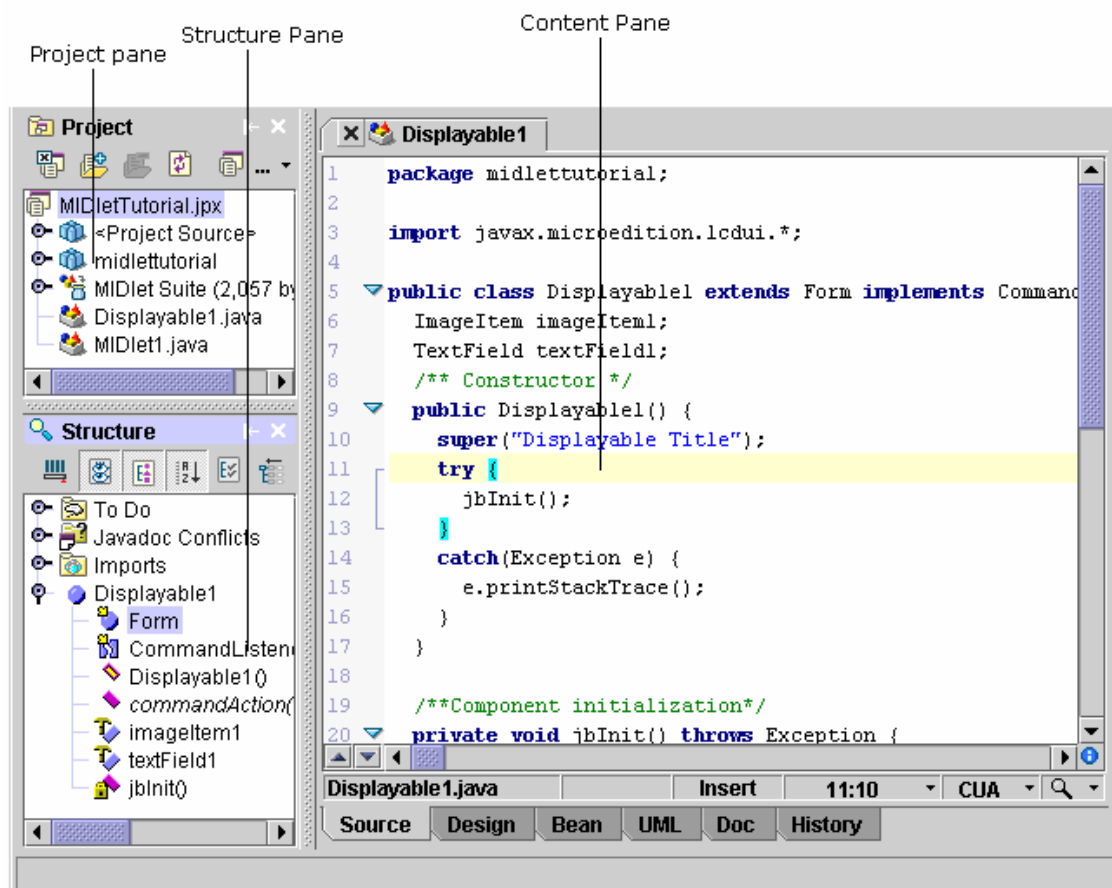 Content Pane
Structure Pane
Project pane
Project
...
MIDletTutorial.jpx
<Project Source>
midlettutorial
MIDlet Suite (2,057 by
Displayable1.java
MIDlet1.java
Structure
To Do
Javadoc Conflicts
Imports
Displayable1
Form
CommandListen
Displayable1()
commandAction(
imageItem1
textField1
jbInit()
Displayable1
1 package midlettutorial;
2
3 import javax.microedition.lcdui.*;
4
5 public class Displayable1 extends Form implements Command
6 ImageItem imageItem1;
7 TextField textField1;
8 /** Constructor */
9 public Displayable1() {
10 super("Displayable Title");
11 try {
12 jbInit();
13 }
14 catch(Exception e) {
15 e.printStackTrace();
16 }
17 }
18
19 /**Component initialization*/
20 private void jbInit() throws Exception {
Displayable1.java Insert 11:10 CUA
Source Design Bean UML Doc History